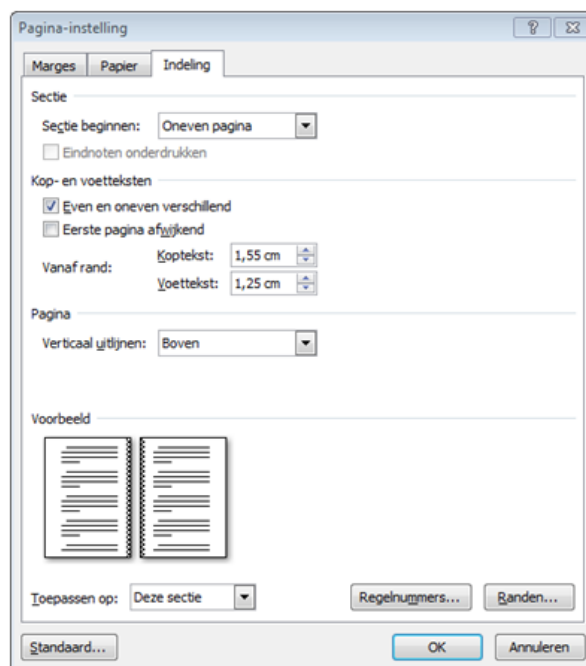 Pagina-instelling
Marges Papier Indeling
Sectie
Sectie beginnen: Oneven pagina
Eindnoten onderdrukken
Kop- en voetteksten
Even en oneven verschillend
Eerste pagina afwijkend
Vanaf rand: Koptekst: 1,55 cm
Voettekst: 1,25 cm
Pagina
Verticaal uitlijnen: Boven
Voorbeeld
Toepassen op: Deze sectie Regelnummers... Randen...
Standaard... OK Annuleren